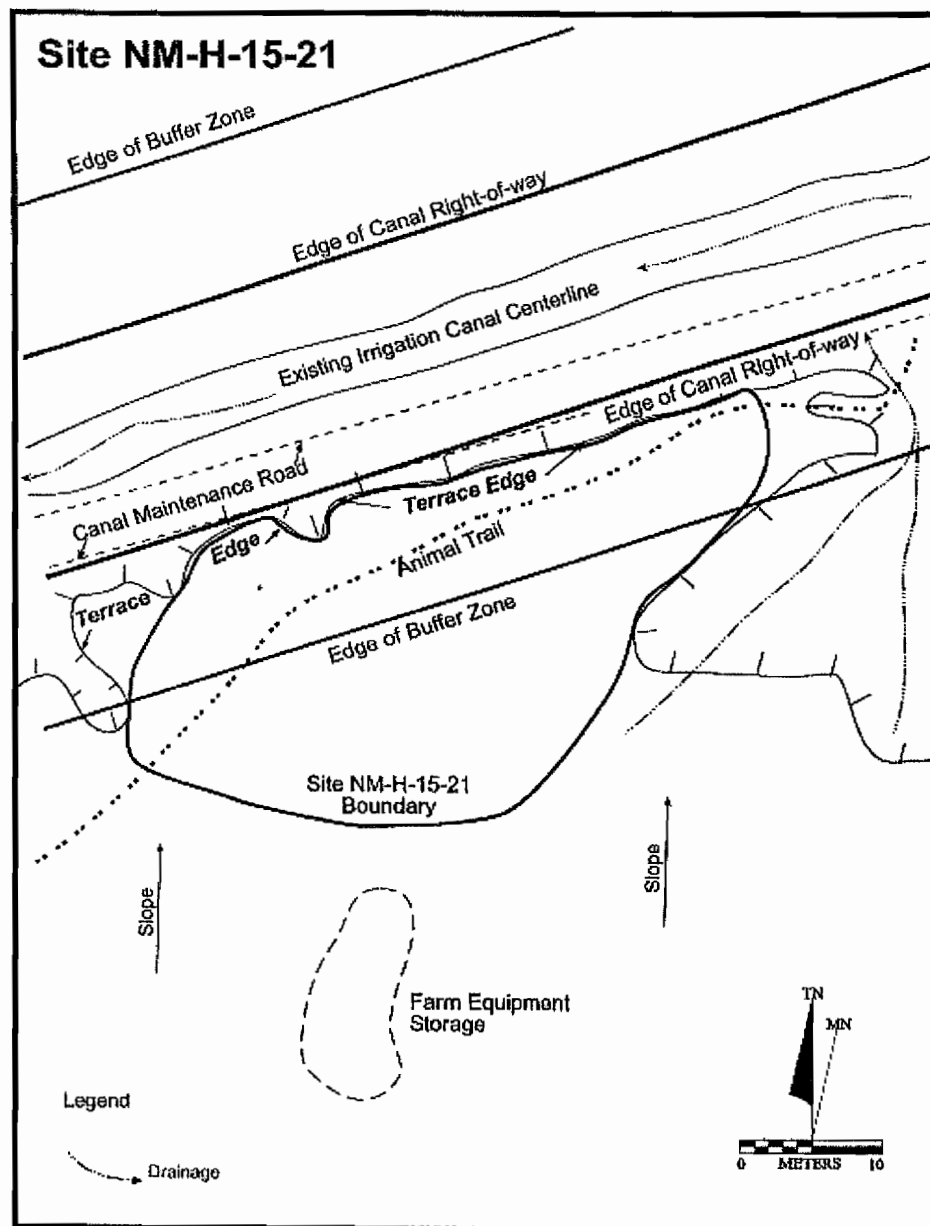 Site NM-H-15-21
Edge of Buffer Zone
Edge of Canal Right-of-way
Existing Irrigation Canal Centerline
Edge of Canal Right-of-way
Canal Maintenance Road
Terrace Edge
Edge
Animal Trail
Terrace
Edge of Buffer Zone
Site NM-H-15-21
Boundary
Slope
Slope
Farm Equipment
Storage
TN
MN
Legend
0 METERS 10
Drainage